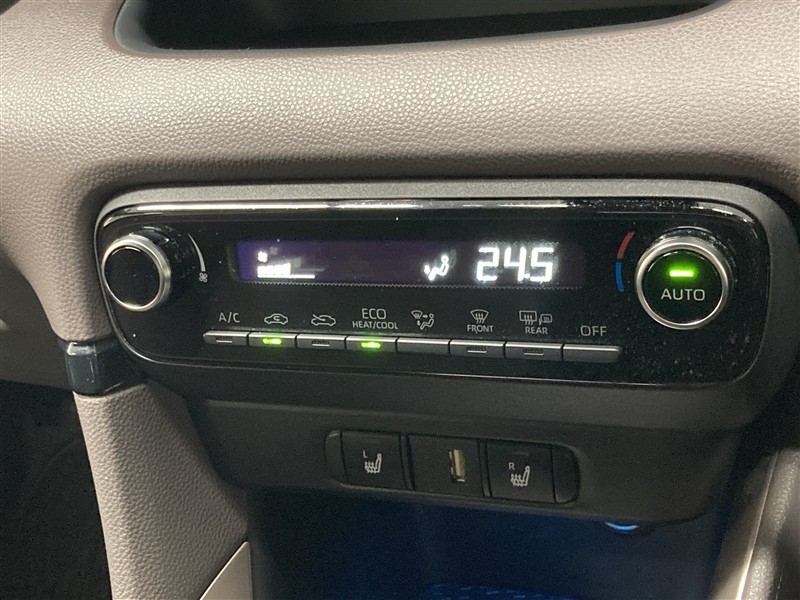 24.5
AUTO
A/C
ECO
HEAT/COOL
FRONT
REAR
OFF
L
R